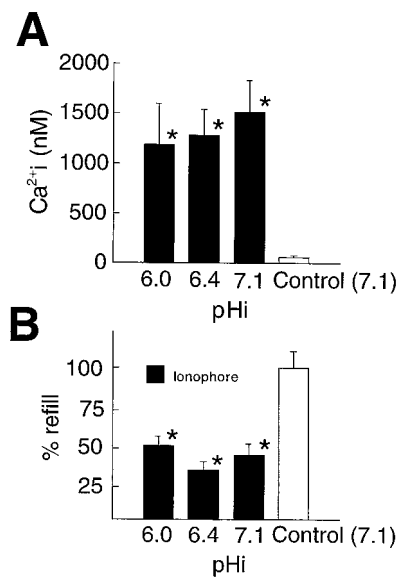 A
Ca2+i (nM)
2000
1500
1000
500
0
*
*
*
6.0 6.4 7.1 Control (7.1)
pHi
B
% refill
100
75
50
25
Ionophore
*
*
*
6.0 6.4 7.1 Control (7.1)
pHi